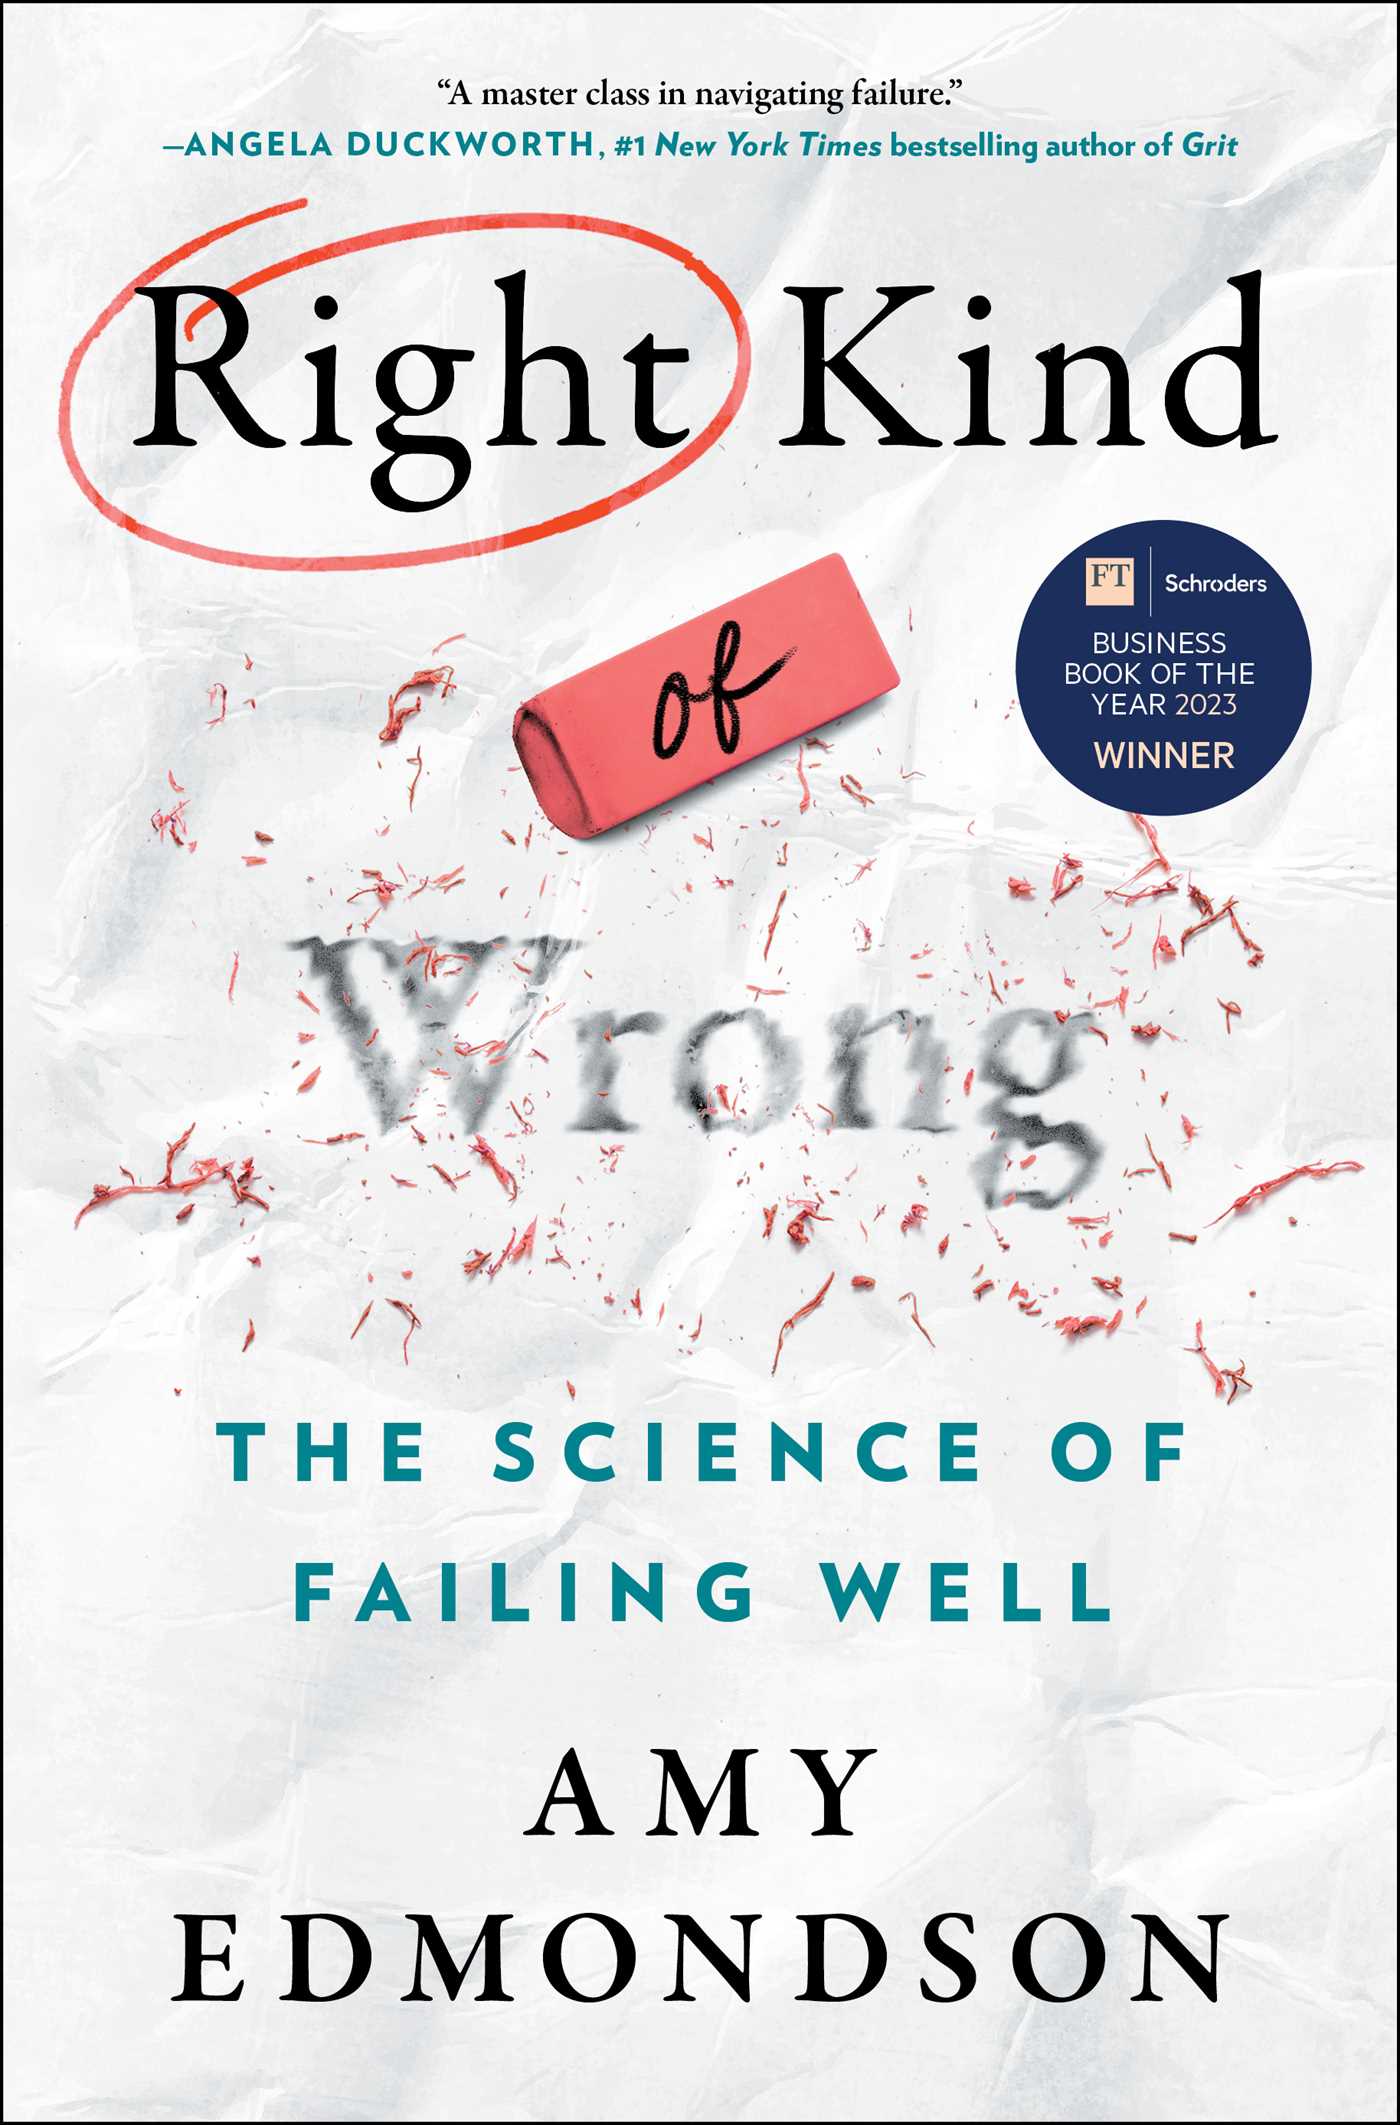 “A master class in navigating failure.”
—ANGELA DUCKWORTH, #1 New York Times bestselling author of Grit
Right Kind
of
FT Schroders
BUSINESS
BOOK OF THE
YEAR 2023
WINNER
Wrong
THE SCIENCE OF
FAILING WELL
AMY
EDMONDSON